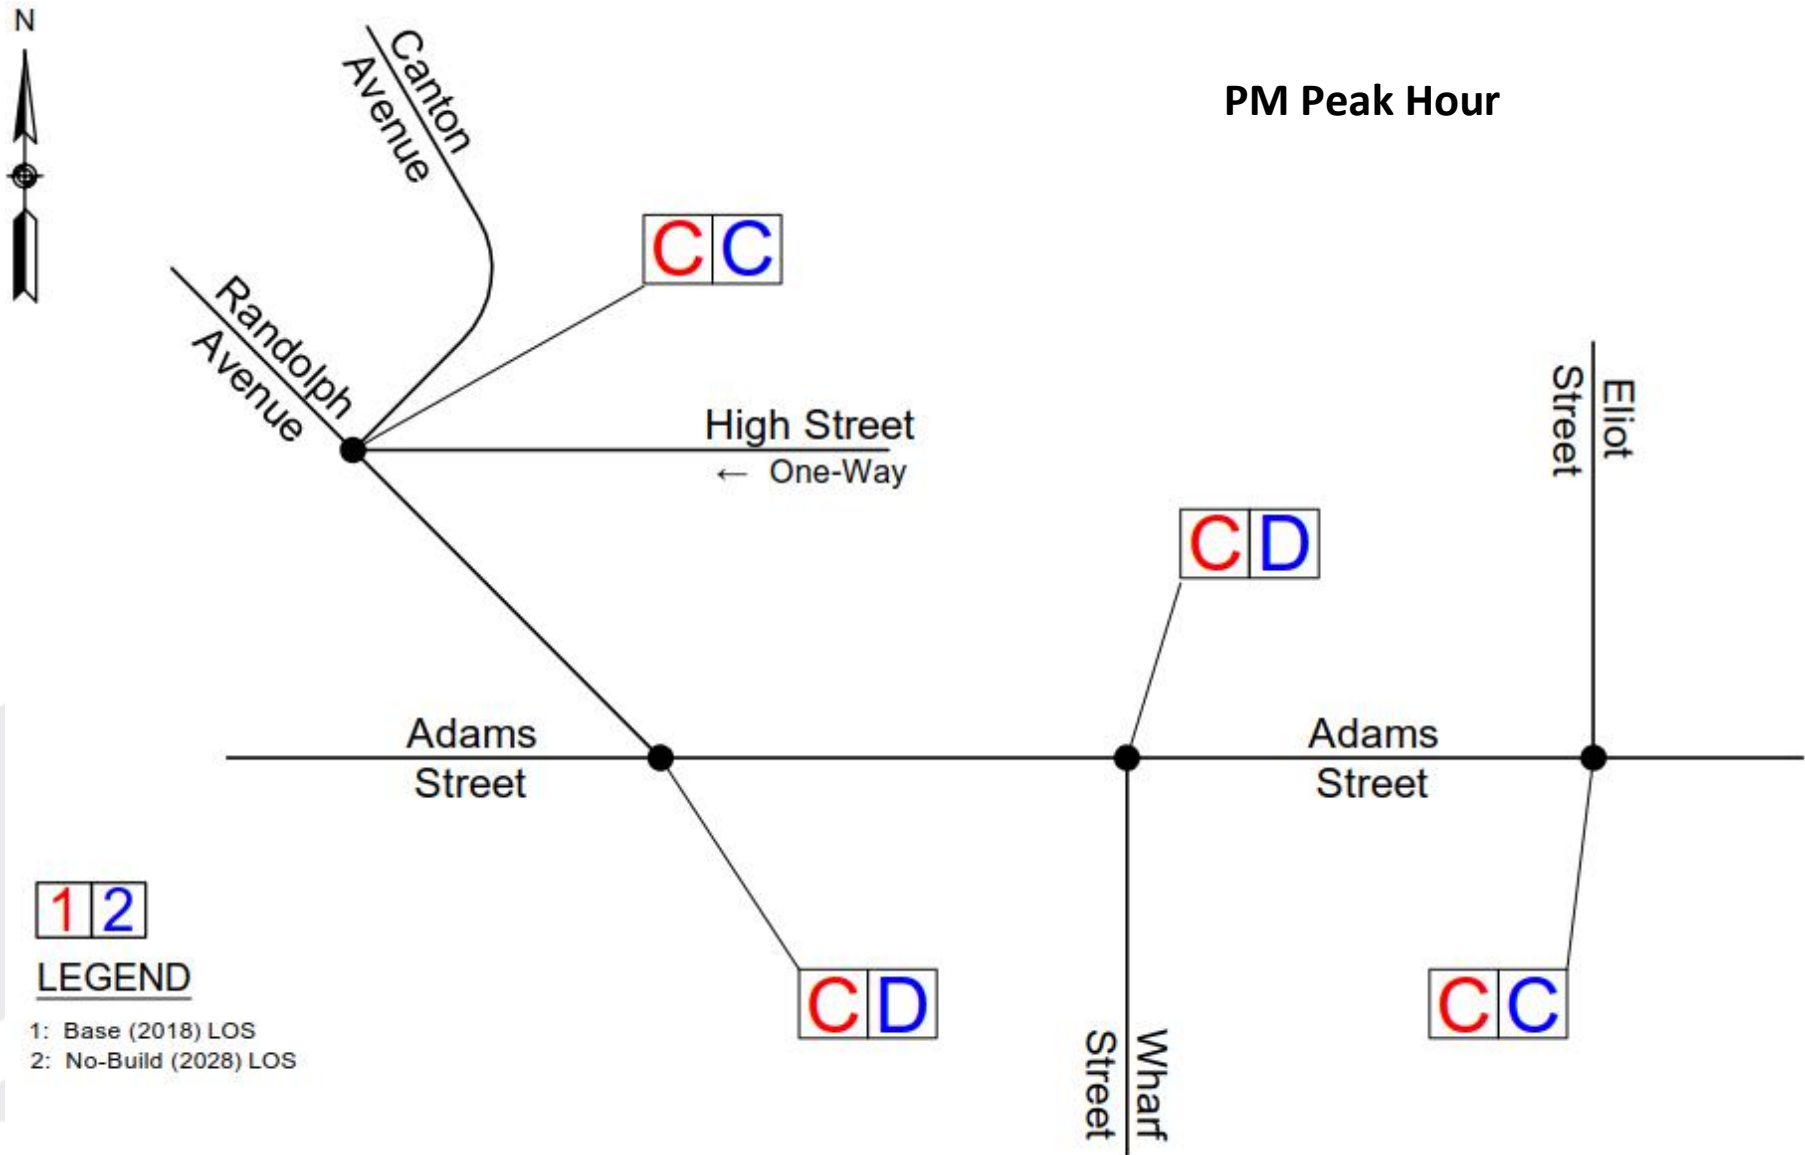 N
PM Peak Hour
Canton
Avenue
C C
Randolph
Avenue
High Street
← One-Way
Eliot
Street
C D
Adams
Street
Adams
Street
1 2
LEGEND
1: Base (2018) LOS
2: No-Build (2028) LOS
C D
Wharf
Street
C C